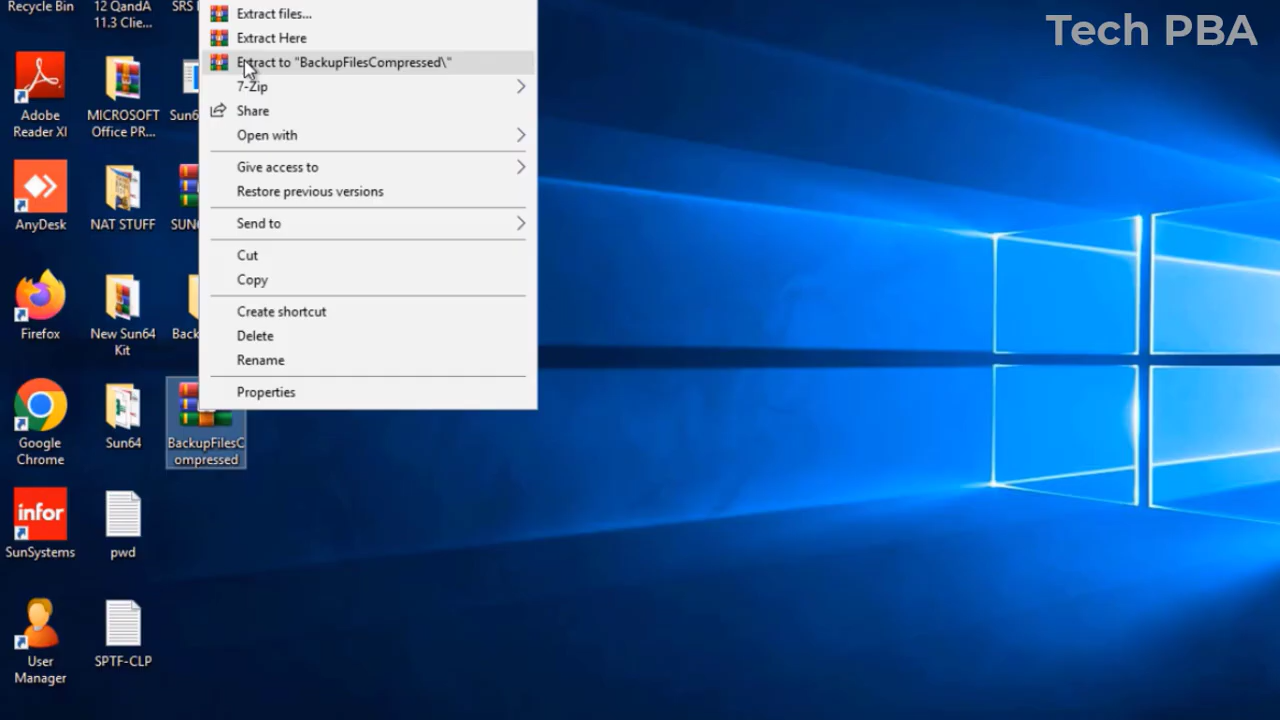 Tech PBA
Recycle Bin
12 QandA
11.3 Clie...
SRS
Adobe
Reader XI
MICROSOFT
Office PR...
Sun6
AnyDesk
NAT STUFF
SUN
Firefox
New Sun64
Kit
Back
Google
Chrome
Sun64
BackupFilesC
ompressed
infor
SunSystems
pwd
User
Manager
SPTF-CLP
Extract files...
Extract Here
Extract to "BackupFilesCompressed\"
7-Zip
Share
Open with
Give access to
Restore previous versions
Send to
Cut
Copy
Create shortcut
Delete
Rename
Properties